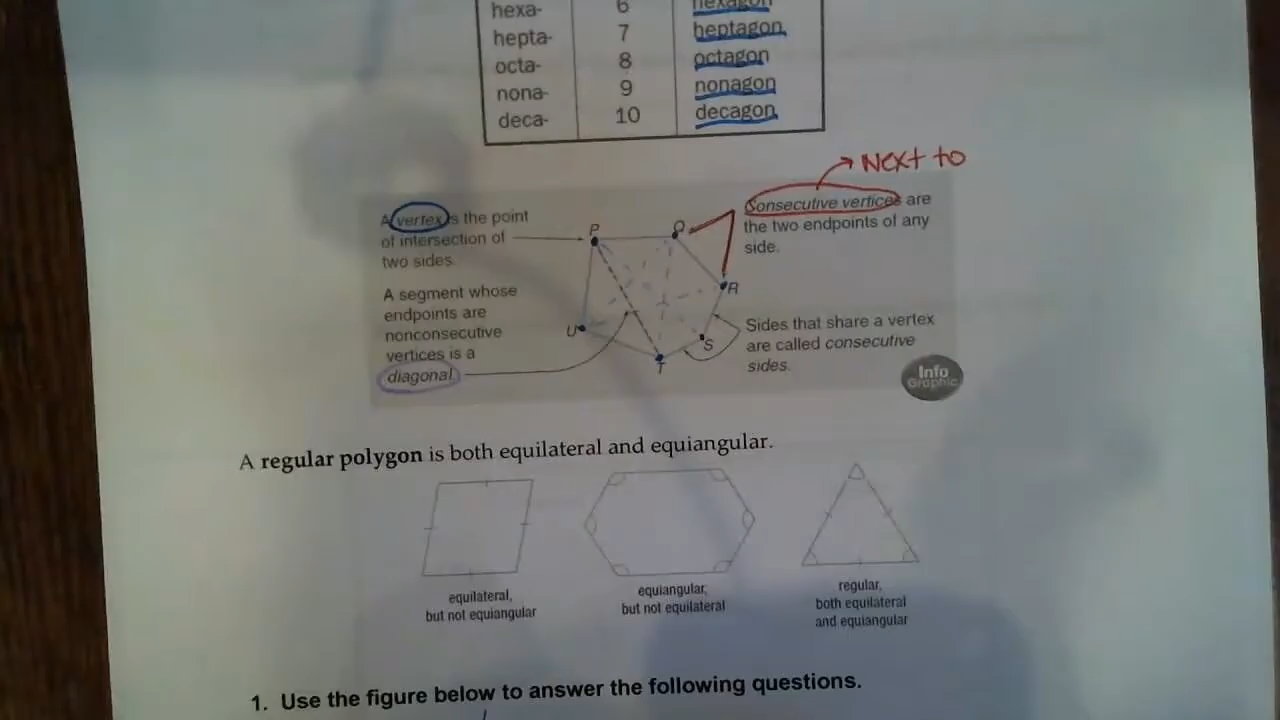 hexa- 6 hexagon
hepta- 7 heptagon
octa- 8 octagon
nona- 9 nonagon
deca- 10 decagon
Next to
A vertex is the point
of intersection of
two sides.
A segment whose
endpoints are
nonconsecutive
vertices is a
diagonal.
P
Q
R
S
T
U
Consecutive vertices are
the two endpoints of any
side.
Sides that share a vertex
are called consecutive
sides.
Info
Graphic
A regular polygon is both equilateral and equiangular.
equilateral,
but not equiangular
equiangular,
but not equilateral
regular,
both equilateral
and equiangular
1. Use the figure below to answer the following questions.